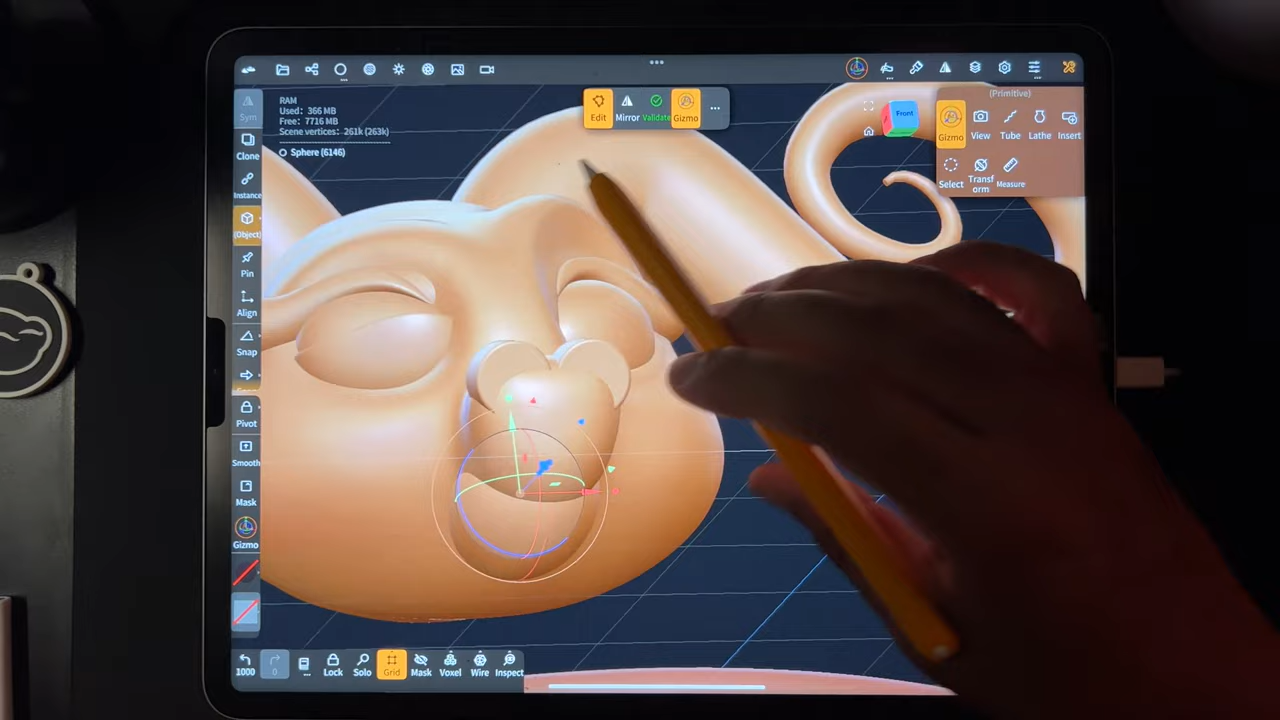 RAM
Used: 366 MB
Free: 7716 MB
Scene vertices: 261k (263k)
Sphere (6146)
Edit
Mirror
Validate
Gizmo
...
Front
(Primitive)
Gizmo
View
Tube
Lathe
Insert
Select
Transf
orm
Measure
Sym
Clone
Instance
(Object)
Pin
Align
Snap
Pivot
Smooth
Mask
Gizmo
1000
0
Lock
Solo
Grid
Mask
Voxel
Wire
Inspect